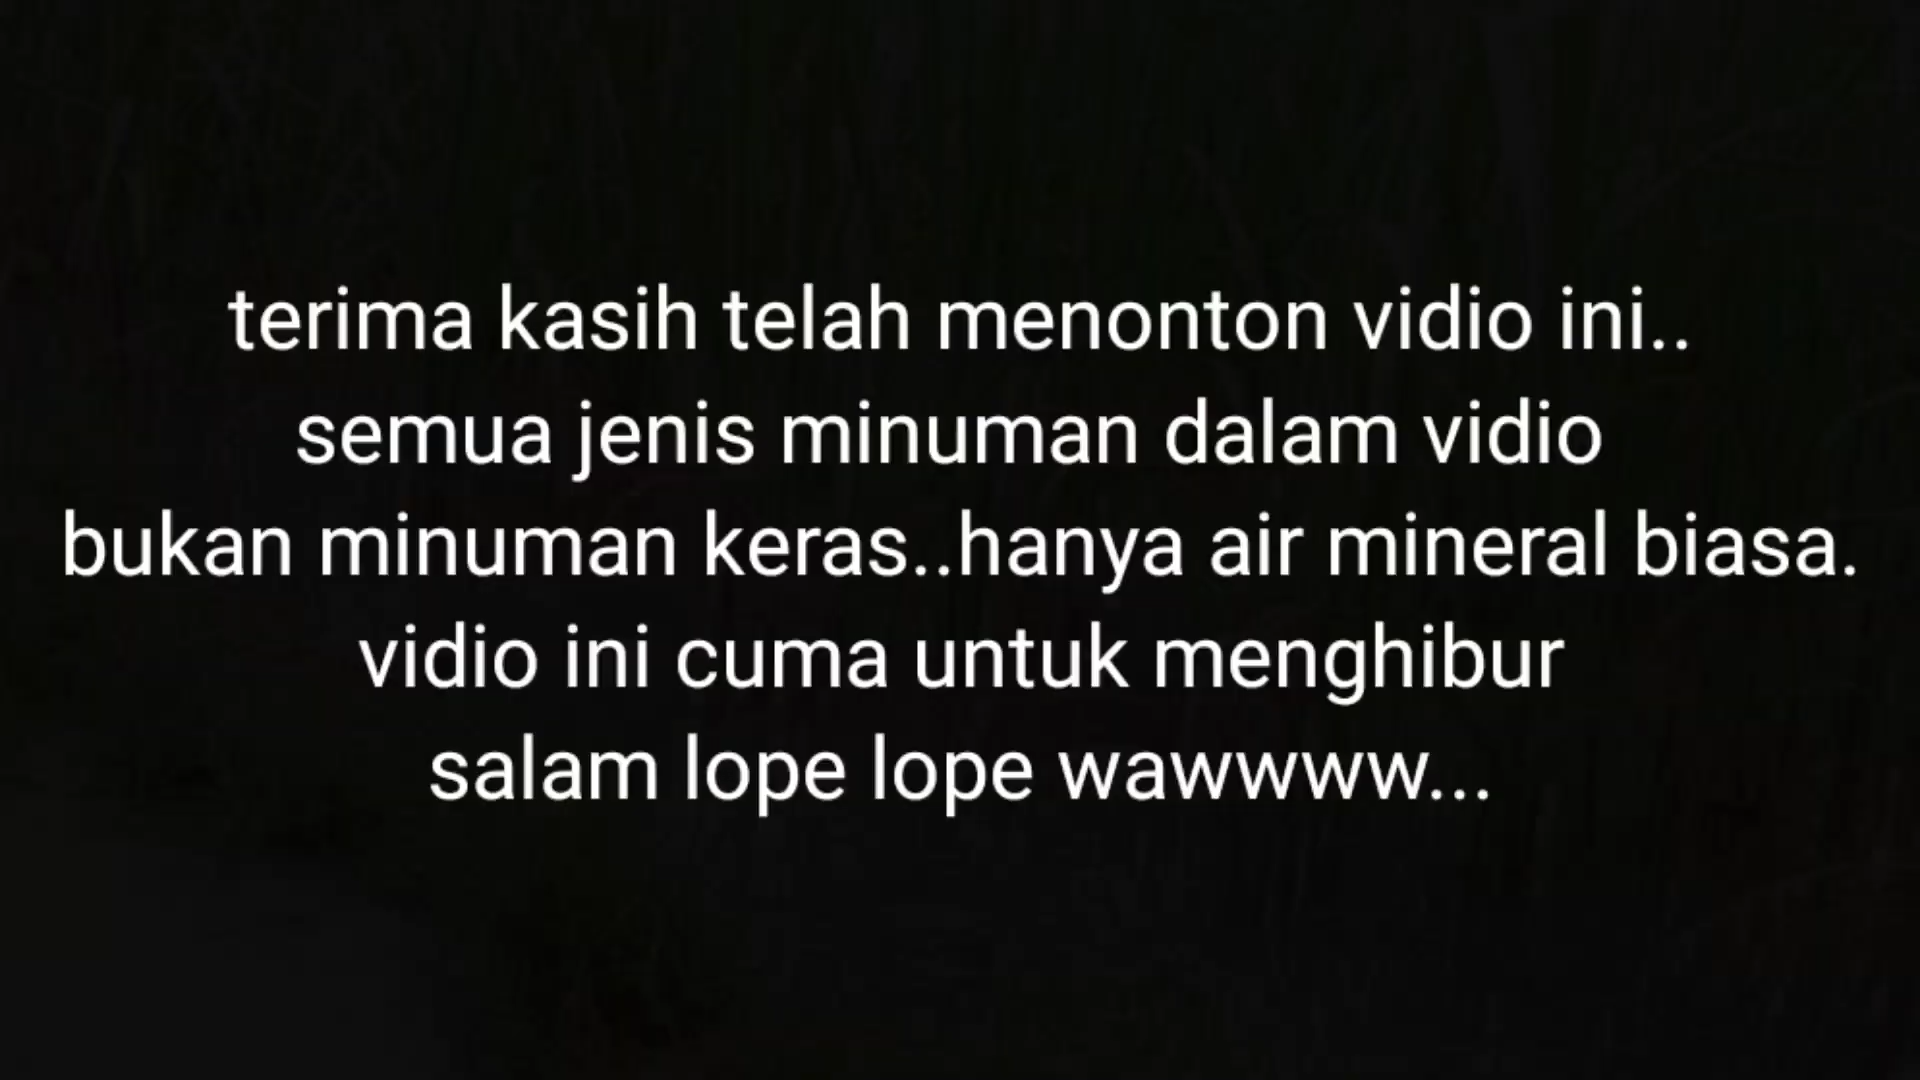 terima kasih telah menonton vidio ini..
semua jenis minuman dalam vidio
bukan minuman keras..hanya air mineral biasa.
vidio ini cuma untuk menghibur
salam lope lope wawwww...